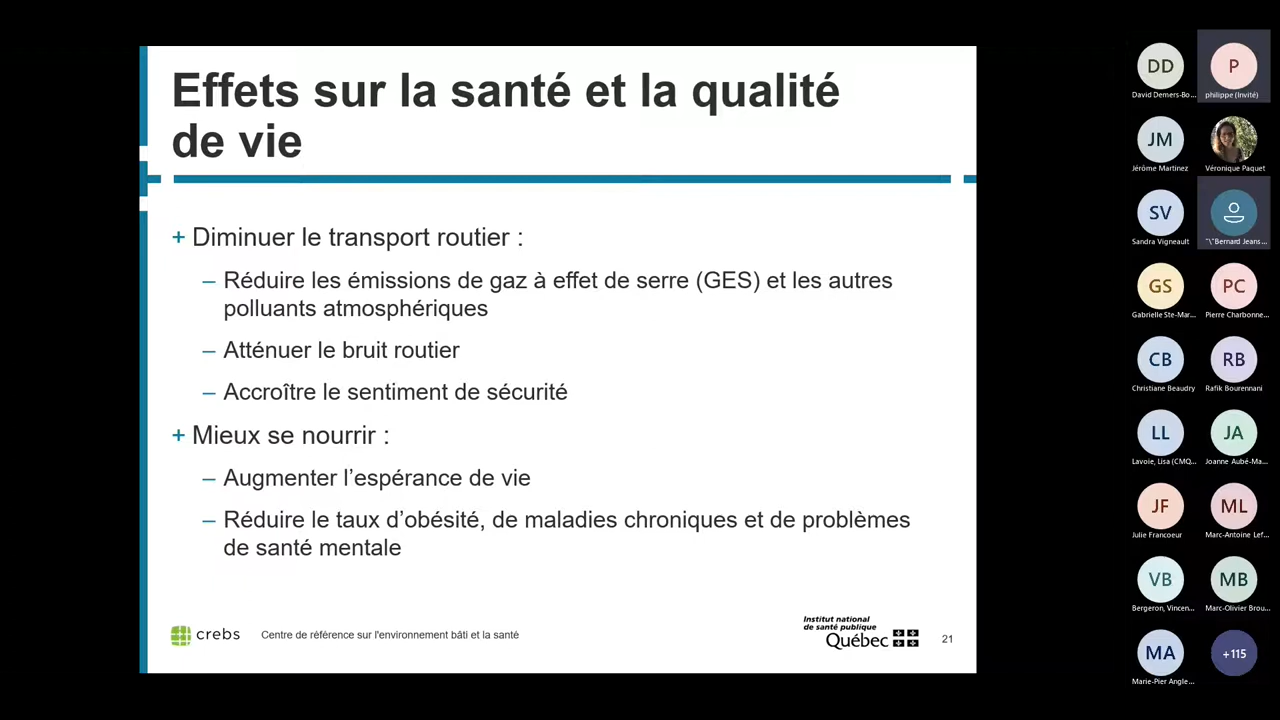 Effets sur la santé et la qualité
de vie
+ Diminuer le transport routier :
– Réduire les émissions de gaz à effet de serre (GES) et les autres
polluants atmosphériques
– Atténuer le bruit routier
– Accroître le sentiment de sécurité
+ Mieux se nourrir :
– Augmenter l’espérance de vie
– Réduire le taux d’obésité, de maladies chroniques et de problèmes
de santé mentale
crebs
Centre de référence sur l'environnement bâti et la santé
Institut national
de santé publique
Québec
21
DD
P
David Demers-Bo...
philippe (Invité)
JM
Jérôme Martinez
Véronique Paquet
SV
Sandra Vigneault
"\"Bernard Jeans...
GS
PC
Gabrielle Ste-Mar...
Pierre Charbonne...
CB
RB
Christiane Beaudry
Rafik Bourennani
LL
JA
Lavoie, Lisa (CMQ...
Joanne Aubé-Ma...
JF
ML
Julie Francoeur
Marc-Antoine Lef...
VB
MB
Bergeron, Vincen...
Marc-Olivier Brou...
MA
+115
Marie-Pier Angle...